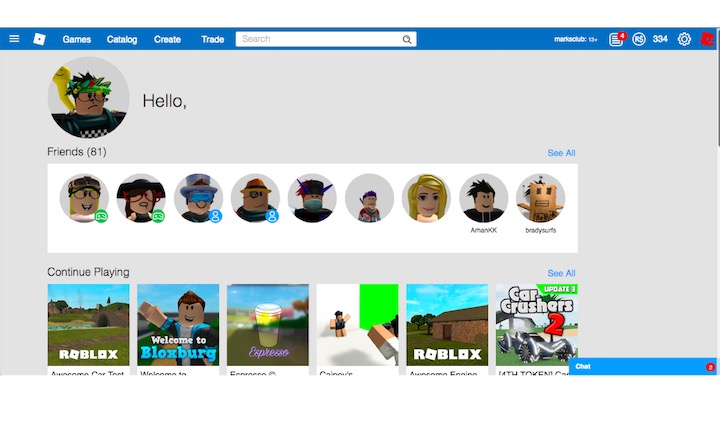 Games Catalog Create Trade Search marksclub: 13+ 4 R$ 334
Hello,
Friends (81) See All
ArhanKK bradysurfs
Continue Playing See All
UPDATE 3
Car
Crushers
2
Welcome to
Bloxburg
Espresso
ROBLOX ROBLOX
Chat 2
Awesome Car Test Welcome to Espresso © Cainey's Awesome Engine [4TH TOKEN] Car